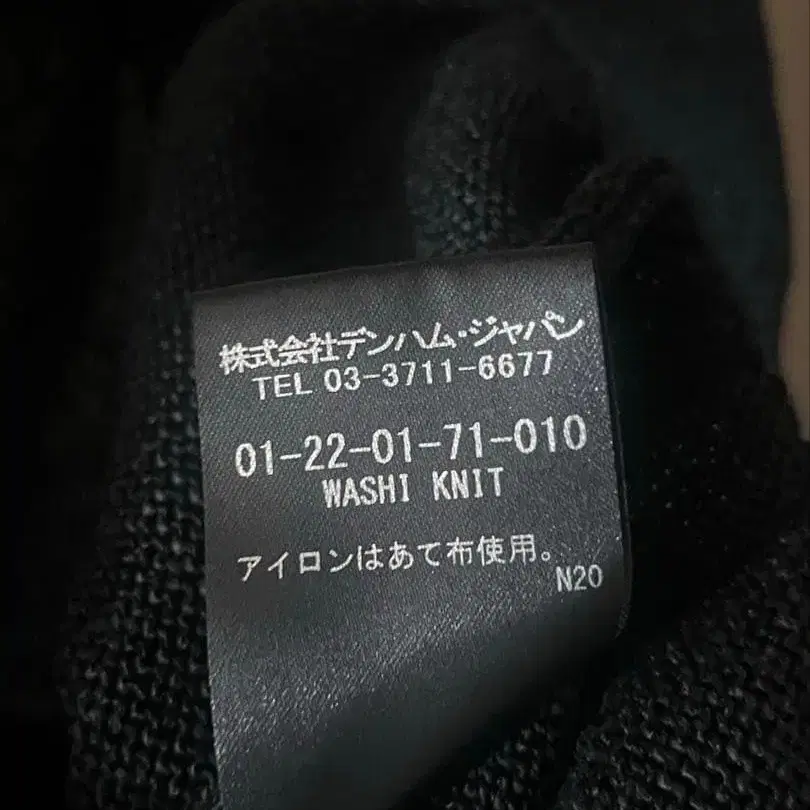 株式会社デンハム・ジャパン
TEL 03-3711-6677
01-22-01-71-010
WASHI KNIT
アイロンはあて布使用。
N20